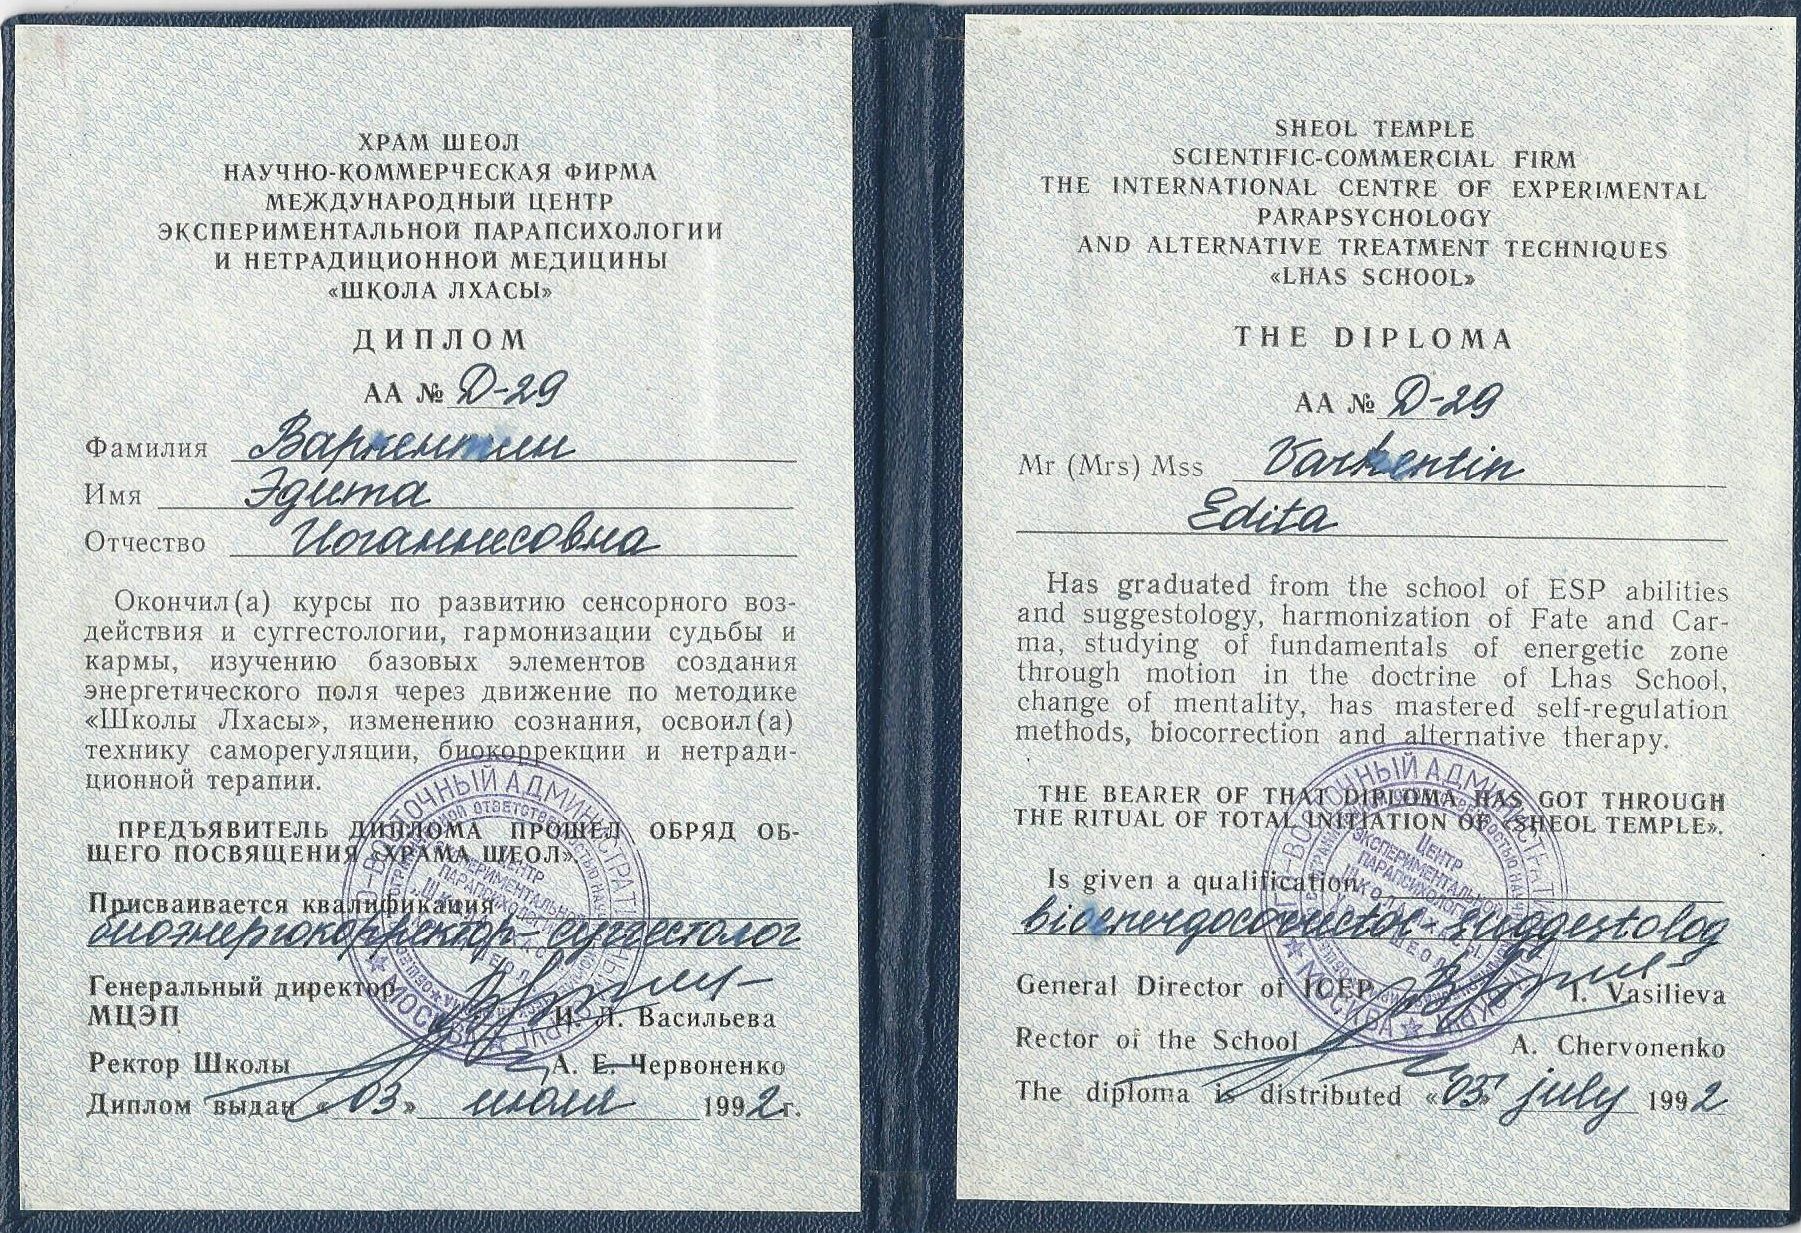 ХРАМ ШЕОЛ
НАУЧНО-КОММЕРЧЕСКАЯ ФИРМА
МЕЖДУНАРОДНЫЙ ЦЕНТР
ЭКСПЕРИМЕНТАЛЬНОЙ ПАРАПСИХОЛОГИИ
И НЕТРАДИЦИОННОЙ МЕДИЦИНЫ
«ШКОЛА ЛХАСЫ»
ДИПЛОМ
АА № Д-29
Фамилия Варкентин
Имя Эдита
Отчество Иоганнесовна
Окончил(а) курсы по развитию сенсорного воз-
действия и суггестологии, гармонизации судьбы и
кармы, изучению базовых элементов создания
энергетического поля через движение по методике
«Школы Лхасы», изменению сознания, освоил(а)
технику саморегуляции, биокоррекции и нетради-
ционной терапии.
ПРЕДЪЯВИТЕЛЬ ДИПЛОМА ПРОШЕЛ ОБРЯД ОБ-
ЩЕГО ПОСВЯЩЕНИЯ «ХРАМА ШЕОЛ».
Присваивается квалификация
биоэнергокорректор-суггестолог
Генеральный директор
МЦЭП И. Л. Васильева
Ректор Школы А. Е. Червоненко
Диплом выдан «03» июля 1992 г.
SHEOL TEMPLE
SCIENTIFIC-COMMERCIAL FIRM
THE INTERNATIONAL CENTRE OF EXPERIMENTAL
PARAPSYCHOLOGY
AND ALTERNATIVE TREATMENT TECHNIQUES
«LHAS SCHOOL»
THE DIPLOMA
АА № Д-29
Mr (Mrs) Mss Varkentin
Edita
Has graduated from the school of ESP abilities
and suggestology, harmonization of Fate and Car-
ma, studying of fundamentals of energetic zone
through motion in the doctrine of Lhas School,
change of mentality, has mastered self-regulation
methods, biocorrection and alternative therapy.
THE BEARER OF THAT DIPLOMA HAS GOT THROUGH
THE RITUAL OF TOTAL INITIATION OF «SHEOL TEMPLE».
Is given a qualification
bioenergocorrector-suggestolog
General Director of ICEP I. Vasilieva
Rector of the School A. Chervonenko
The diploma is distributed «03» july 1992